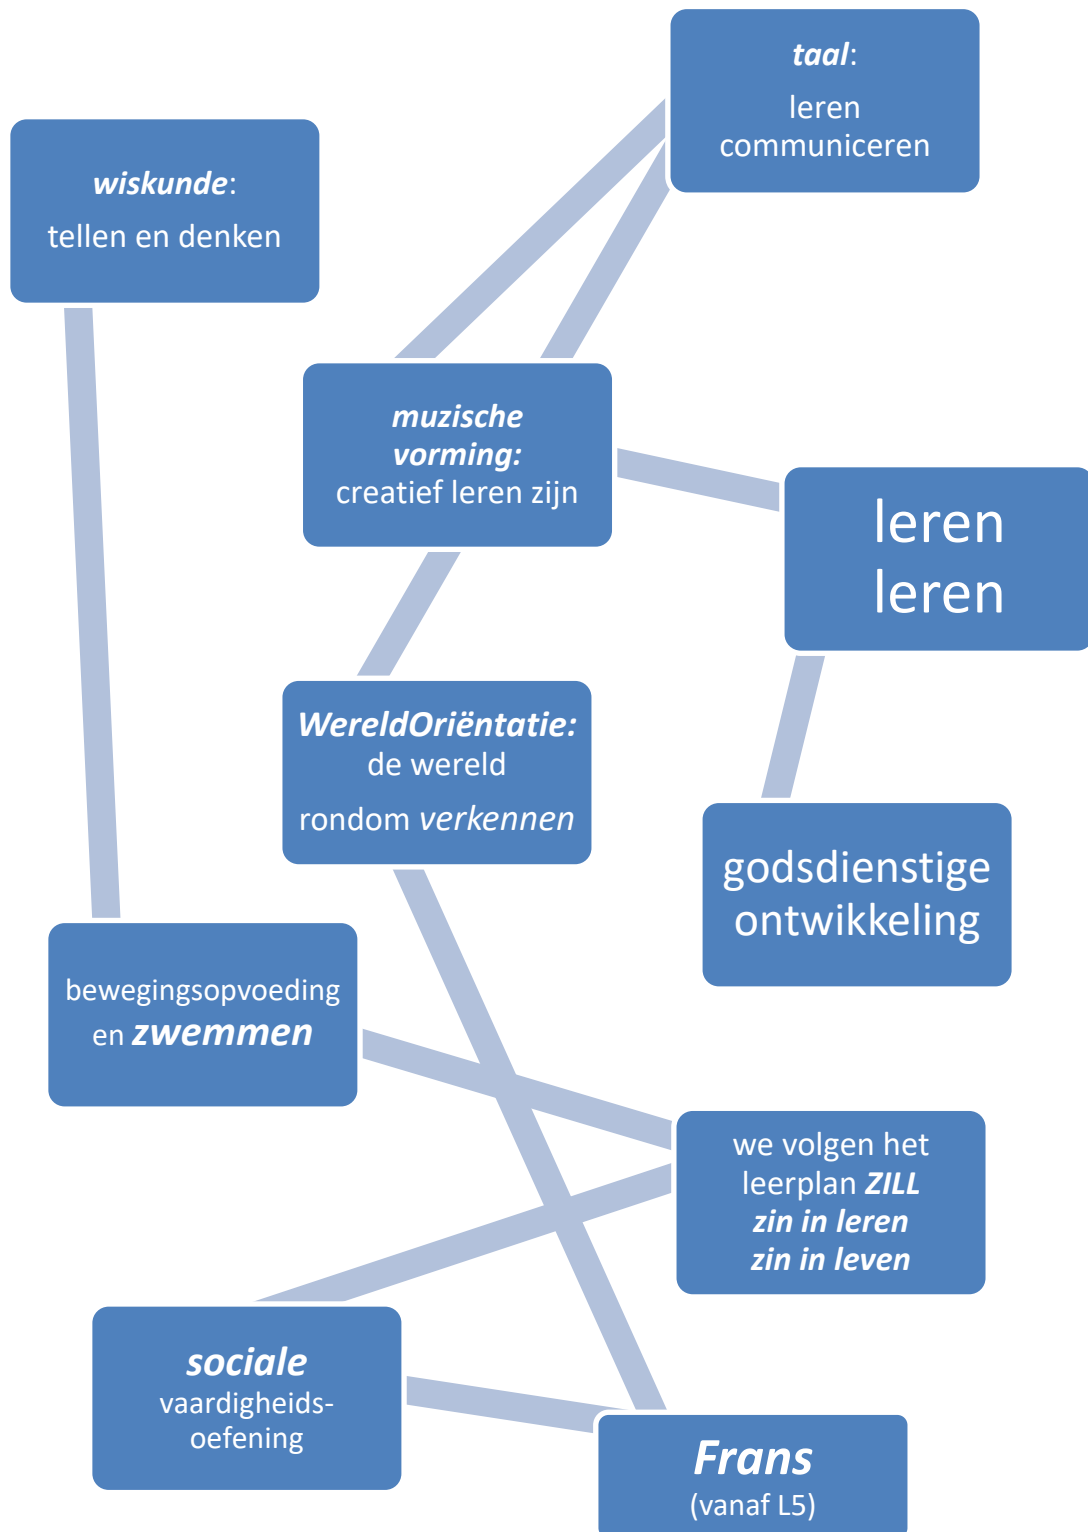 taal:
leren
communiceren
wiskunde:
tellen en denken
muzische
vorming:
creatief leren zijn
leren
leren
WereldOriëntatie:
de wereld
rondom verkennen
godsdienstige
ontwikkeling
bewegingsopvoeding
en zwemmen
we volgen het
leerplan ZILL
zin in leren
zin in leven
sociale
vaardigheids-
oefening
Frans
(vanaf L5)